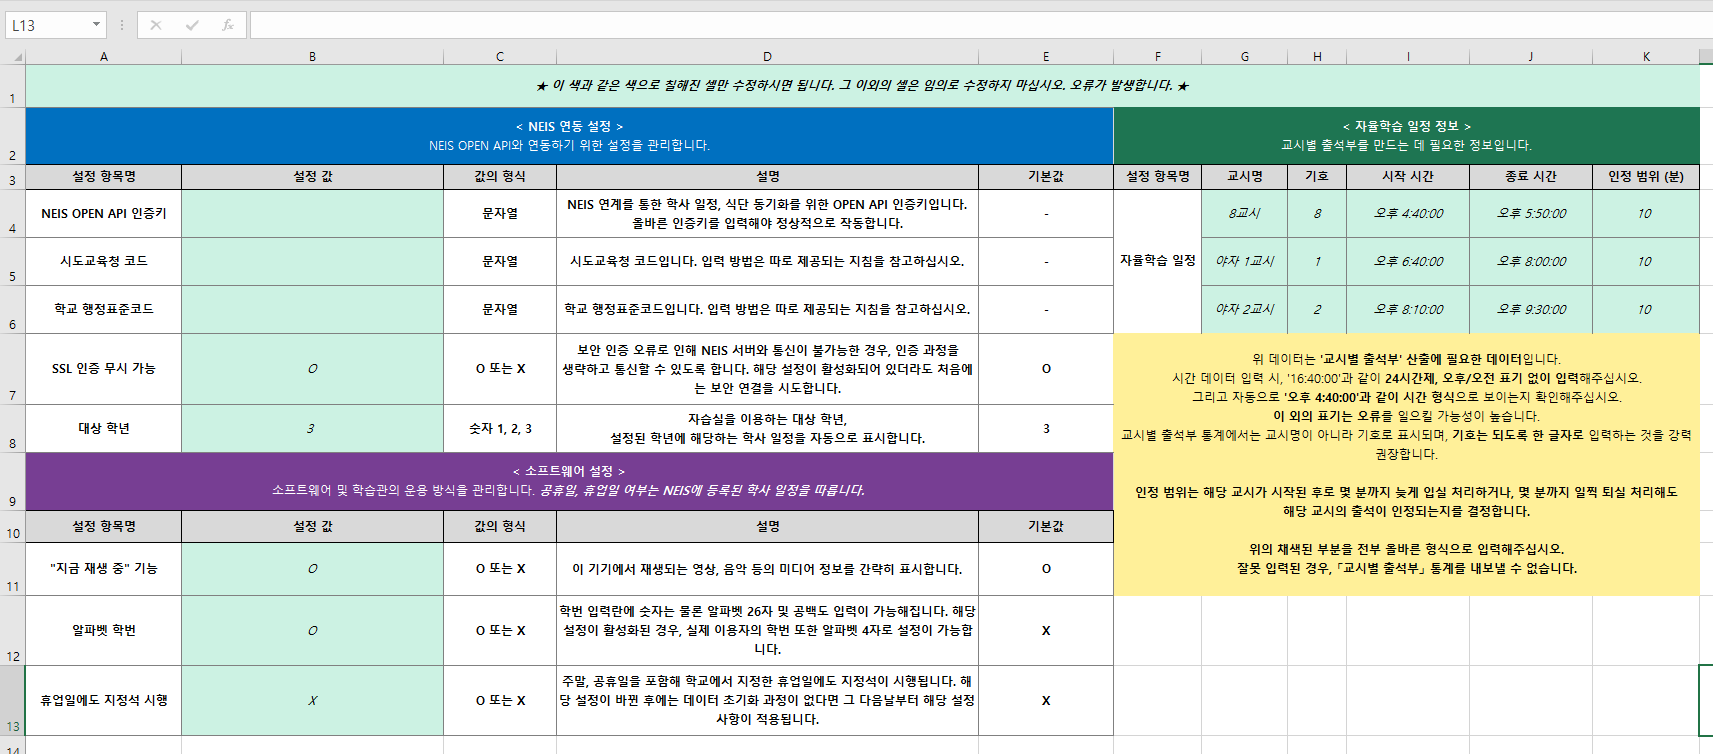 L13
fx
A B C D E F G H I J K
1
★ 이 색과 같은 색으로 칠해진 셀만 수정하시면 됩니다. 그 이외의 셀은 임의로 수정하지 마십시오. 오류가 발생합니다. ★
2
< NEIS 연동 설정 >
NEIS OPEN API와 연동하기 위한 설정을 관리합니다.
< 자율학습 일정 정보 >
교시별 출석부를 만드는 데 필요한 정보입니다.
3 설정 항목명 설정 값 값의 형식 설명 기본값 설정 항목명 교시명 기호 시작 시간 종료 시간 인정 범위 (분)
4 NEIS OPEN API 인증키 문자열
NEIS 연계를 통한 학사 일정, 식단 동기화를 위한 OPEN API 인증키입니다.
올바른 인증키를 입력해야 정상적으로 작동합니다.
-
8교시 8 오후 4:40:00 오후 5:50:00 10
5 시도교육청 코드 문자열 시도교육청 코드입니다. 입력 방법은 따로 제공되는 지침을 참고하십시오. - 자율학습 일정 야자 1교시 1 오후 6:40:00 오후 8:00:00 10
6 학교 행정표준코드 문자열 학교 행정표준코드입니다. 입력 방법은 따로 제공되는 지침을 참고하십시오. - 야자 2교시 2 오후 8:10:00 오후 9:30:00 10
7 SSL 인증 무시 가능 O O 또는 X
보안 인증 오류로 인해 NEIS 서버와 통신이 불가능한 경우, 인증 과정을
생략하고 통신할 수 있도록 합니다. 해당 설정이 활성화되어 있더라도 처음에
는 보안 연결을 시도합니다.
O
8 대상 학년 3 숫자 1, 2, 3
자습실을 이용하는 대상 학년,
설정된 학년에 해당하는 학사 일정을 자동으로 표시합니다.
3
위 데이터는 '교시별 출석부' 산출에 필요한 데이터입니다.
시간 데이터 입력 시, '16:40:00'과 같이 24시간제, 오후/오전 표기 없이 입력해주십시오.
그리고 자동으로 '오후 4:40:00'과 같이 시간 형식으로 보이는지 확인해주십시오.
이 외의 표기는 오류를 일으킬 가능성이 높습니다.
교시별 출석부 통계에서는 교시명이 아니라 기호로 표시되며, 기호는 되도록 한 글자로 입력하는 것을 강력
권장합니다.
인정 범위는 해당 교시가 시작된 후로 몇 분까지 늦게 입실 처리하거나, 몇 분까지 일찍 퇴실 처리해도
해당 교시의 출석이 인정되는지를 결정합니다.
위의 채색된 부분을 전부 올바른 형식으로 입력해주십시오.
잘못 입력된 경우, 「교시별 출석부」 통계를 내보낼 수 없습니다.
9
< 소프트웨어 설정 >
소프트웨어 및 학습관의 운용 방식을 관리합니다. 공휴일, 휴업일 여부는 NEIS에 등록된 학사 일정을 따릅니다.
10 설정 항목명 설정 값 값의 형식 설명 기본값
11 "지금 재생 중" 기능 O O 또는 X 이 기기에서 재생되는 영상, 음악 등의 미디어 정보를 간략히 표시합니다. O
12 알파벳 학번 O O 또는 X
학번 입력란에 숫자는 물론 알파벳 26자 및 공백도 입력이 가능해집니다. 해당
설정이 활성화된 경우, 실제 이용자의 학번 또한 알파벳 4자로 설정이 가능합
니다.
X
13 휴업일에도 지정석 시행 X O 또는 X
주말, 공휴일을 포함해 학교에서 지정한 휴업일에도 지정석이 시행됩니다. 해
당 설정이 바뀐 후에는 데이터 초기화 과정이 없다면 그 다음날부터 해당 설정
사항이 적용됩니다.
X
14